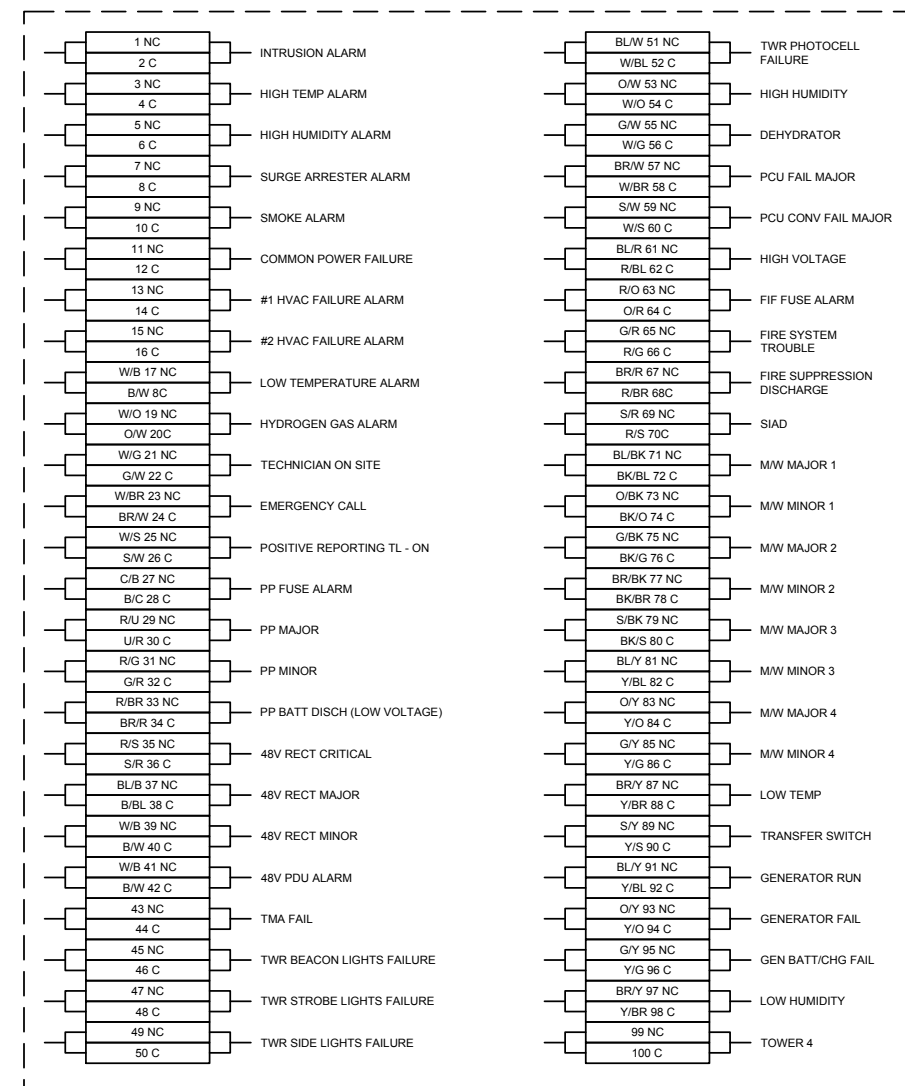 1 NC
2 C
INTRUSION ALARM
3 NC
4 C
HIGH TEMP ALARM
5 NC
6 C
HIGH HUMIDITY ALARM
7 NC
8 C
SURGE ARRESTER ALARM
9 NC
10 C
SMOKE ALARM
11 NC
12 C
COMMON POWER FAILURE
13 NC
14 C
#1 HVAC FAILURE ALARM
15 NC
16 C
#2 HVAC FAILURE ALARM
W/B 17 NC
B/W 8C
LOW TEMPERATURE ALARM
W/O 19 NC
O/W 20C
HYDROGEN GAS ALARM
W/G 21 NC
G/W 22 C
TECHNICIAN ON SITE
W/BR 23 NC
BR/W 24 C
EMERGENCY CALL
W/S 25 NC
S/W 26 C
POSITIVE REPORTING TL - ON
C/B 27 NC
B/C 28 C
PP FUSE ALARM
R/U 29 NC
U/R 30 C
PP MAJOR
R/G 31 NC
G/R 32 C
PP MINOR
R/BR 33 NC
BR/R 34 C
PP BATT DISCH (LOW VOLTAGE)
R/S 35 NC
S/R 36 C
48V RECT CRITICAL
BL/B 37 NC
B/BL 38 C
48V RECT MAJOR
W/B 39 NC
B/W 40 C
48V RECT MINOR
W/B 41 NC
B/W 42 C
48V PDU ALARM
43 NC
44 C
TMA FAIL
45 NC
46 C
TWR BEACON LIGHTS FAILURE
47 NC
48 C
TWR STROBE LIGHTS FAILURE
49 NC
50 C
TWR SIDE LIGHTS FAILURE
BL/W 51 NC
W/BL 52 C
TWR PHOTOCELL
FAILURE
O/W 53 NC
W/O 54 C
HIGH HUMIDITY
G/W 55 NC
W/G 56 C
DEHYDRATOR
BR/W 57 NC
W/BR 58 C
PCU FAIL MAJOR
S/W 59 NC
W/S 60 C
PCU CONV FAIL MAJOR
BL/R 61 NC
R/BL 62 C
HIGH VOLTAGE
R/O 63 NC
O/R 64 C
FIF FUSE ALARM
G/R 65 NC
R/G 66 C
FIRE SYSTEM
TROUBLE
BR/R 67 NC
R/BR 68C
FIRE SUPPRESSION
DISCHARGE
S/R 69 NC
R/S 70C
SIAD
BL/BK 71 NC
BK/BL 72 C
M/W MAJOR 1
O/BK 73 NC
BK/O 74 C
M/W MINOR 1
G/BK 75 NC
BK/G 76 C
M/W MAJOR 2
BR/BK 77 NC
BK/BR 78 C
M/W MINOR 2
S/BK 79 NC
BK/S 80 C
M/W MAJOR 3
BL/Y 81 NC
Y/BL 82 C
M/W MINOR 3
O/Y 83 NC
Y/O 84 C
M/W MAJOR 4
G/Y 85 NC
Y/G 86 C
M/W MINOR 4
BR/Y 87 NC
Y/BR 88 C
LOW TEMP
S/Y 89 NC
Y/S 90 C
TRANSFER SWITCH
BL/Y 91 NC
Y/BL 92 C
GENERATOR RUN
O/Y 93 NC
Y/O 94 C
GENERATOR FAIL
G/Y 95 NC
Y/G 96 C
GEN BATT/CHG FAIL
BR/Y 97 NC
Y/BR 98 C
LOW HUMIDITY
99 NC
100 C
TOWER 4